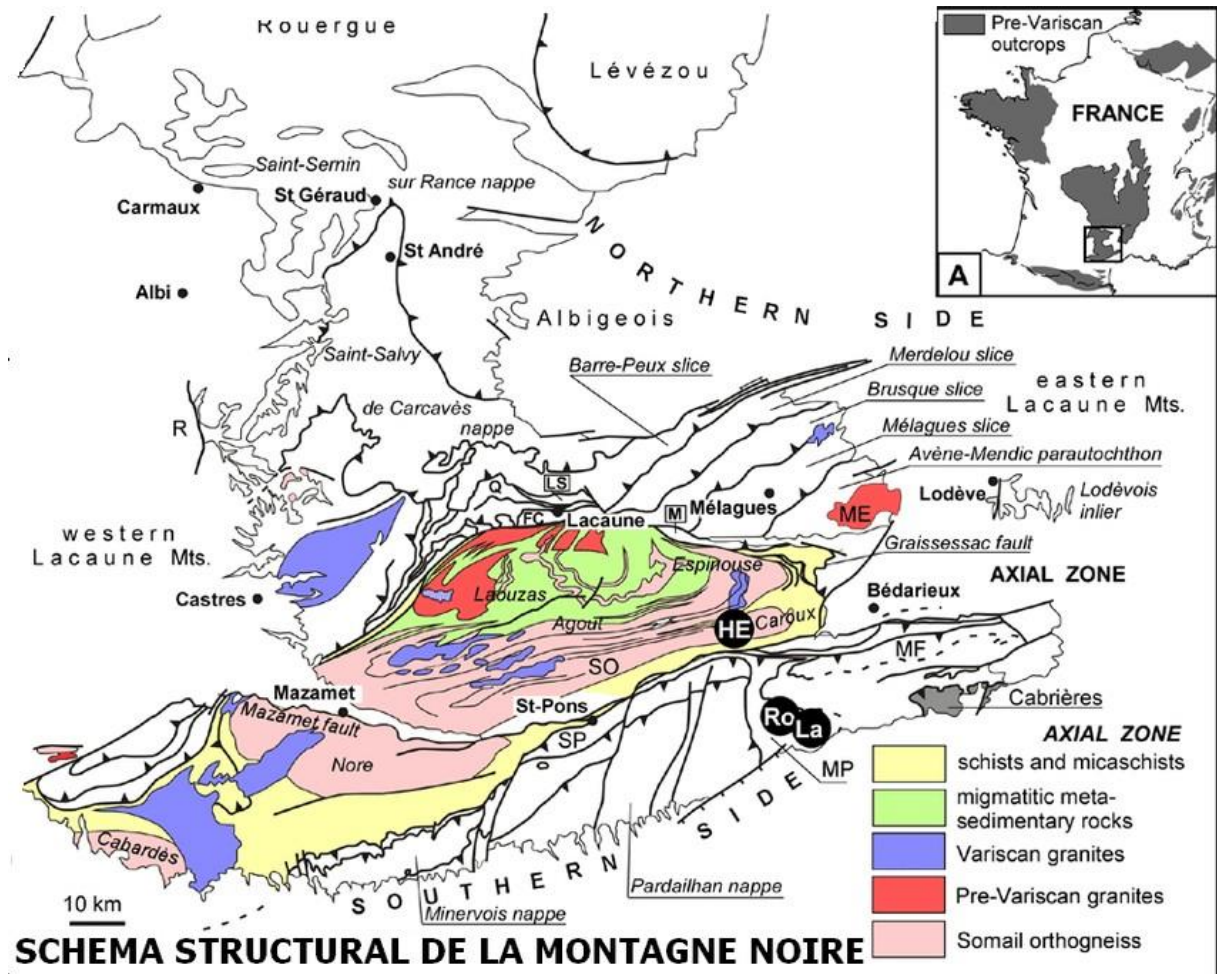 Rouergue
Lévézou
Pre-Variscan
outcrops
FRANCE
A
Saint-Sernin
sur Rance nappe
St Géraud
Carmaux
St André
Albi
NORTHERN SIDE
Albigeois
Saint-Salvy
de Carcavès
nappe
Barre-Peux slice
Merdelou slice
Brusque slice
Mélagues slice
Avène-Mendic parautochthon
eastern
Lacaune Mts.
R
LS
Q
FC
Lacaune
M
Mélagues
ME
Lodève
Lodèvois
inlier
western
Lacaune Mts.
Castres
Graissessac fault
AXIAL ZONE
Espinouse
Laouzas
Agout
HE
Caroux
Bédarieux
MF
SO
Mazamet
Mazamet fault
St-Pons
SP
Nore
Ro
La
Cabrières
MP
Cabardès
SOUTHERN SIDE
Pardailhan nappe
Minervois nappe
10 km
AXIAL ZONE
schists and micaschists
migmatitic meta-
sedimentary rocks
Variscan granites
Pre-Variscan granites
Somail orthogneiss
SCHEMA STRUCTURAL DE LA MONTAGNE NOIRE